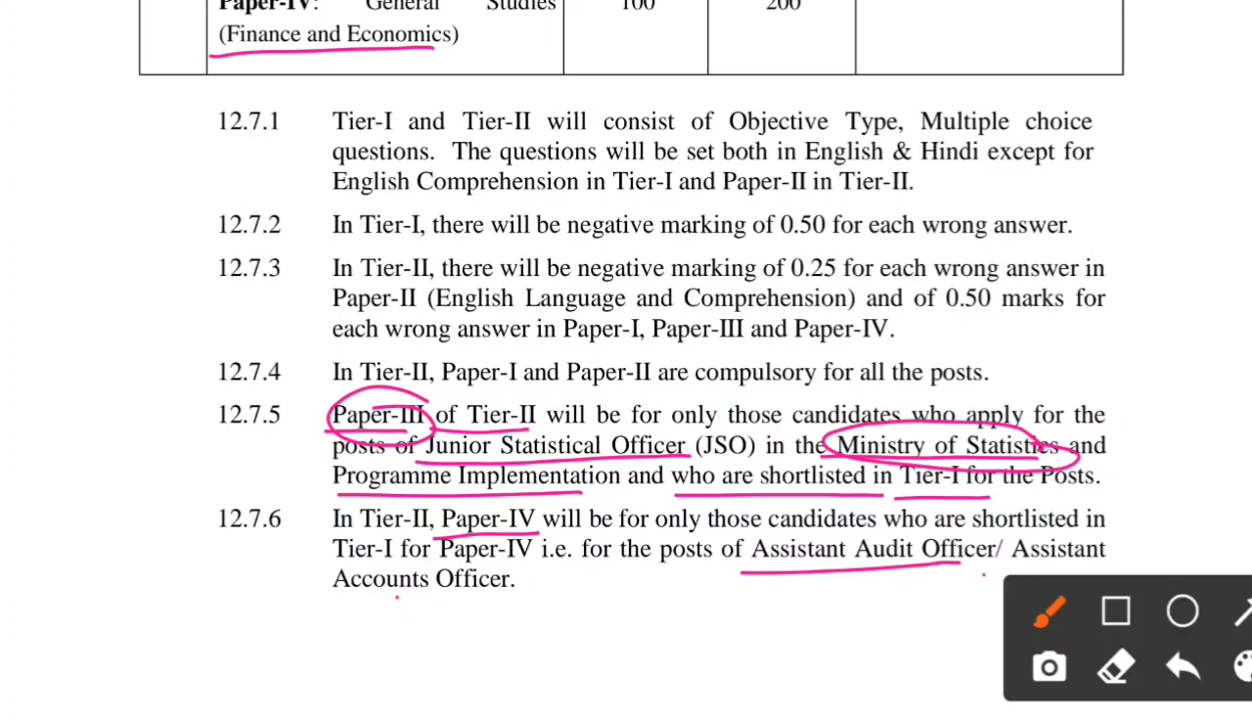 Paper-IV: General Studies 100 200
(Finance and Economics)
12.7.1 Tier-I and Tier-II will consist of Objective Type, Multiple choice
questions. The questions will be set both in English & Hindi except for
English Comprehension in Tier-I and Paper-II in Tier-II.
12.7.2 In Tier-I, there will be negative marking of 0.50 for each wrong answer.
12.7.3 In Tier-II, there will be negative marking of 0.25 for each wrong answer in
Paper-II (English Language and Comprehension) and of 0.50 marks for
each wrong answer in Paper-I, Paper-III and Paper-IV.
12.7.4 In Tier-II, Paper-I and Paper-II are compulsory for all the posts.
12.7.5 Paper-III of Tier-II will be for only those candidates who apply for the
posts of Junior Statistical Officer (JSO) in the Ministry of Statistics and
Programme Implementation and who are shortlisted in Tier-I for the Posts.
12.7.6 In Tier-II, Paper-IV will be for only those candidates who are shortlisted in
Tier-I for Paper-IV i.e. for the posts of Assistant Audit Officer/ Assistant
Accounts Officer.